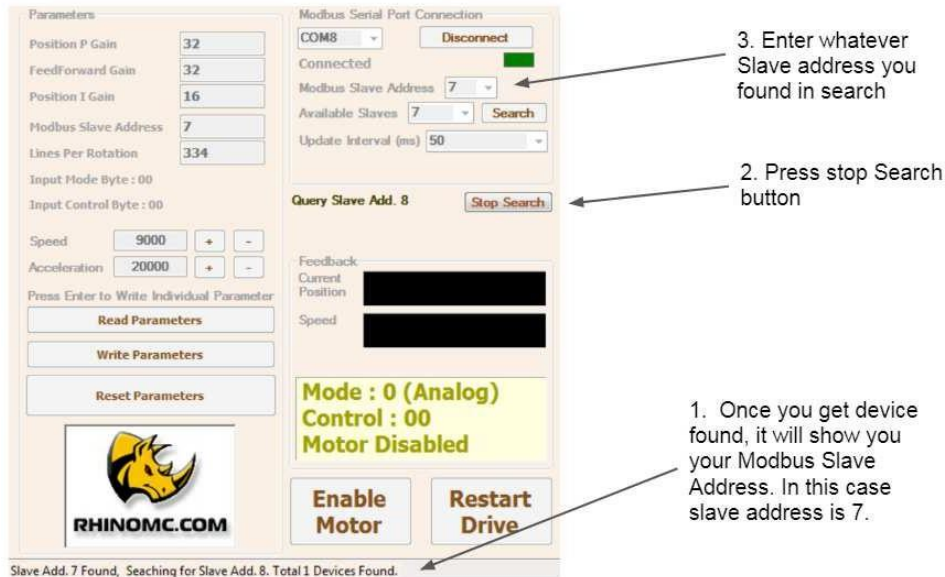 Parameters
Position P Gain 32
FeedForward Gain 32
Position I Gain 16
Modbus Slave Address 7
Lines Per Rotation 334
Input Mode Byte : 00
Input Control Byte : 00
Speed 9000 + -
Acceleration 20000 + -
Press Enter to Write Individual Parameter
Read Parameters
Write Parameters
Reset Parameters
RHINOMC.COM
Modbus Serial Port Connection
COM8 Disconnect
Connected
Modbus Slave Address 7
Available Slaves 7 Search
Update Interval (ms) 50
Query Slave Add. 8 Stop Search
Feedback
Current
Position
Speed
Mode : 0 (Analog)
Control : 00
Motor Disabled
Enable
Motor
Restart
Drive
Slave Add. 7 Found, Seaching for Slave Add. 8. Total 1 Devices Found.
3. Enter whatever
Slave address you
found in search
2. Press stop Search
button
1. Once you get device
found, it will show you
your Modbus Slave
Address. In this case
slave address is 7.